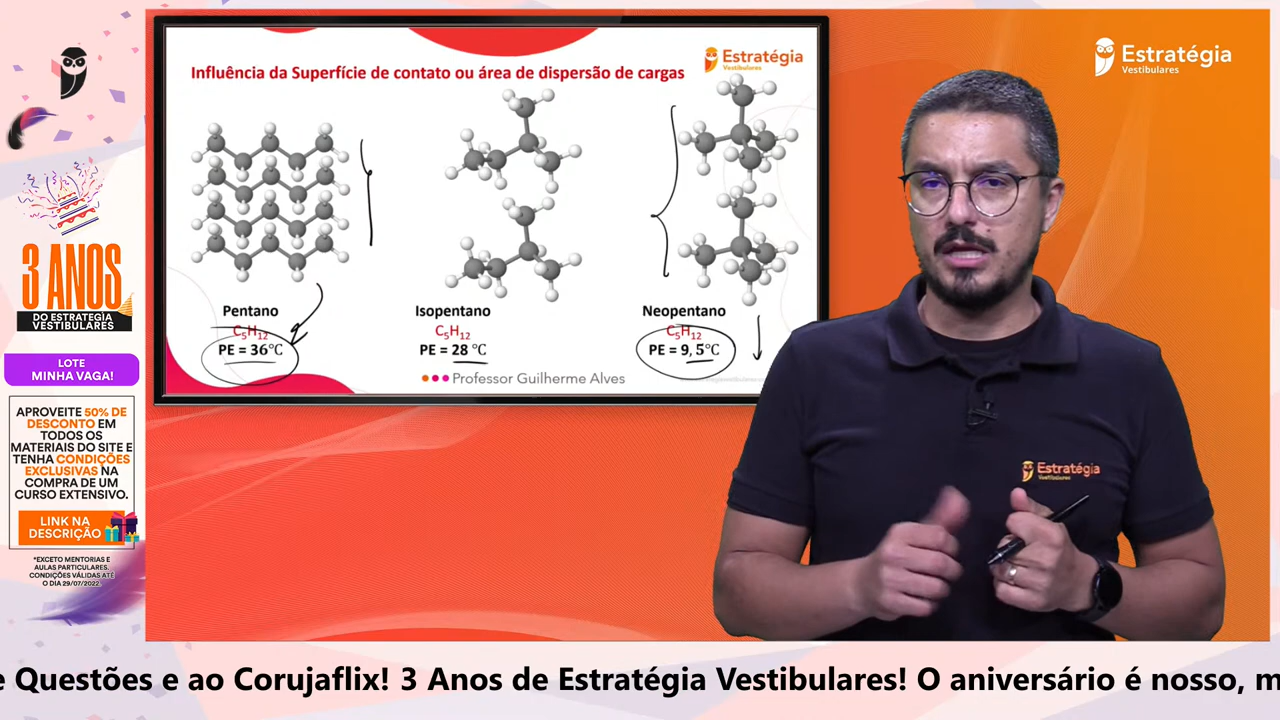 3 ANOS
DO ESTRATÉGIA
VESTIBULARES
LOTE
MINHA VAGA!
APROVEITE 50% DE
DESCONTO EM
TODOS OS
MATERIAIS DO SITE E
TENHA CONDIÇÕES
EXCLUSIVAS NA
COMPRA DE UM
CURSO EXTENSIVO.
LINK NA
DESCRIÇÃO
*EXCETO MENTORIAS E
AULAS PARTICULARES.
CONDIÇÕES VÁLIDAS ATÉ
O DIA 29/07/2022.
Estratégia
Vestibulares
Influência da Superfície de contato ou área de dispersão de cargas
Pentano
C₅H₁₂
PE = 36°C
Isopentano
C₅H₁₂
PE = 28 °C
Neopentano
C₅H₁₂
PE = 9, 5°C
Professor Guilherme Alves
Estratégia
Vestibulares
Estratégia
Vestibulares
e Questões e ao Corujaflix! 3 Anos de Estratégia Vestibulares! O aniversário é nosso, m